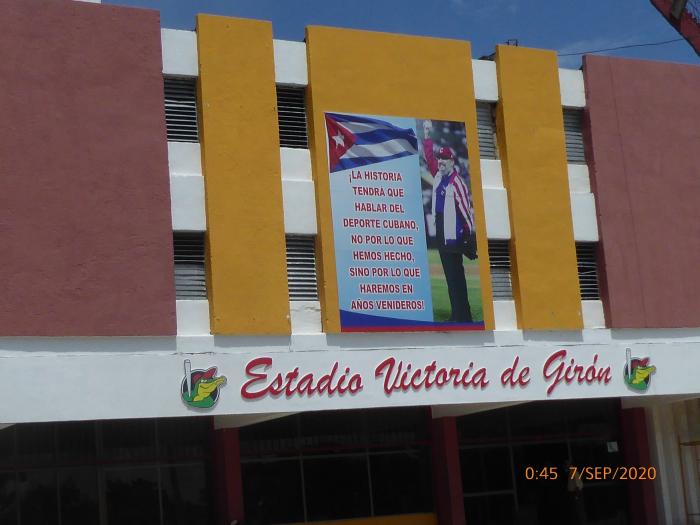 ¡LA HISTORIA
TENDRA QUE
HABLAR DEL
DEPORTE CUBANO,
NO POR LO QUE
HEMOS HECHO,
SINO POR LO QUE
HAREMOS EN
AÑOS VENIDEROS!
Estadio Victoria de Girón
0:45 7/SEP/2020